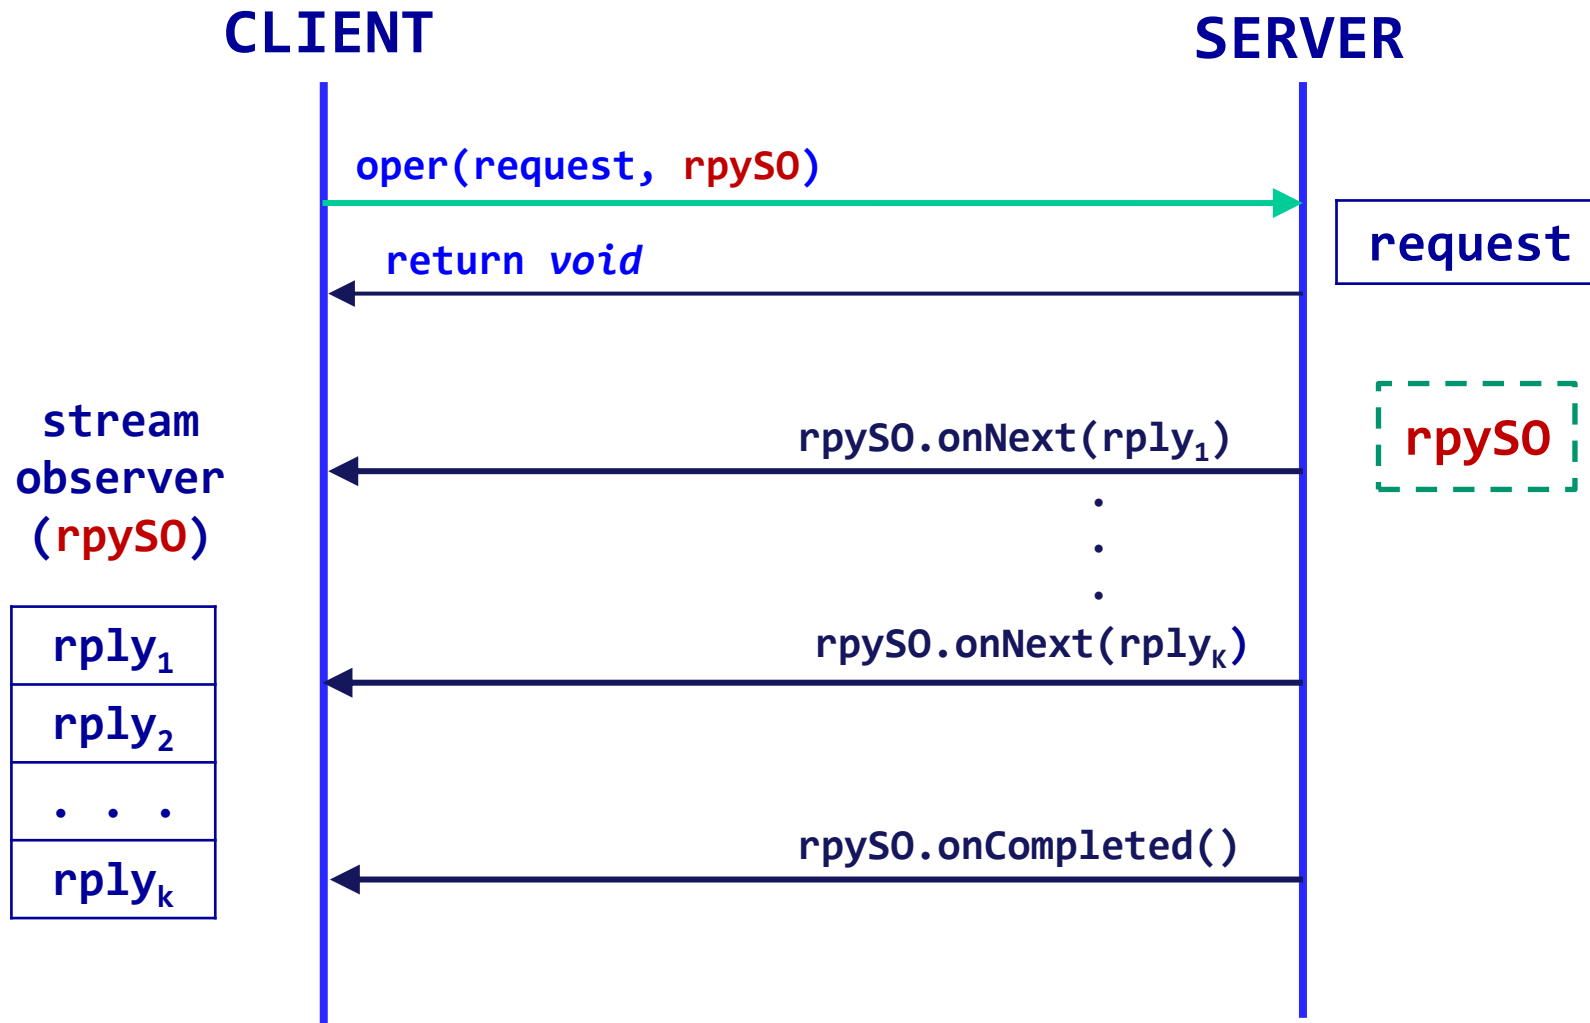 CLIENT
SERVER
oper(request, rpySO)
request
return void
stream
observer
(rpySO)
rpySO.onNext(rply₁)
rpySO
.
.
.
rpySO.onNext(rplyₖ)
rply₁
rply₂
. . .
rplyₖ
rpySO.onCompleted()